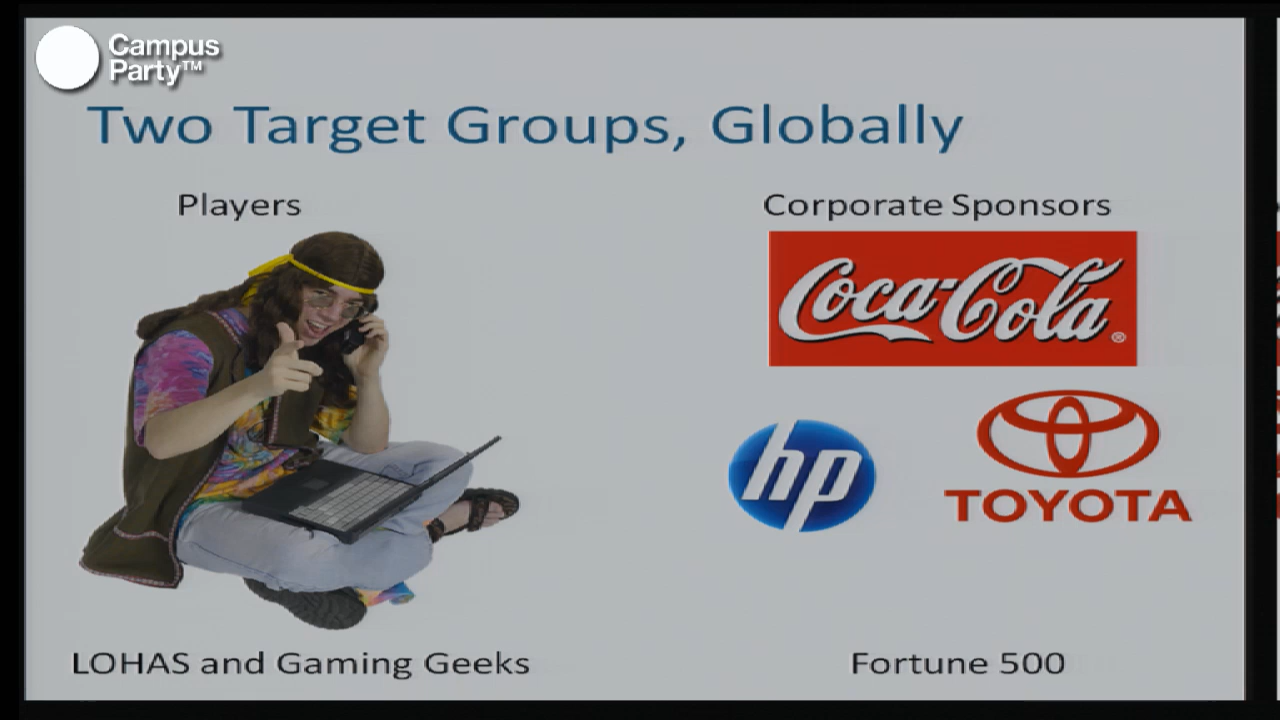 Campus
Party™
Two Target Groups, Globally
Players
Corporate Sponsors
Coca-Cola®
hp
TOYOTA
LOHAS and Gaming Geeks
Fortune 500